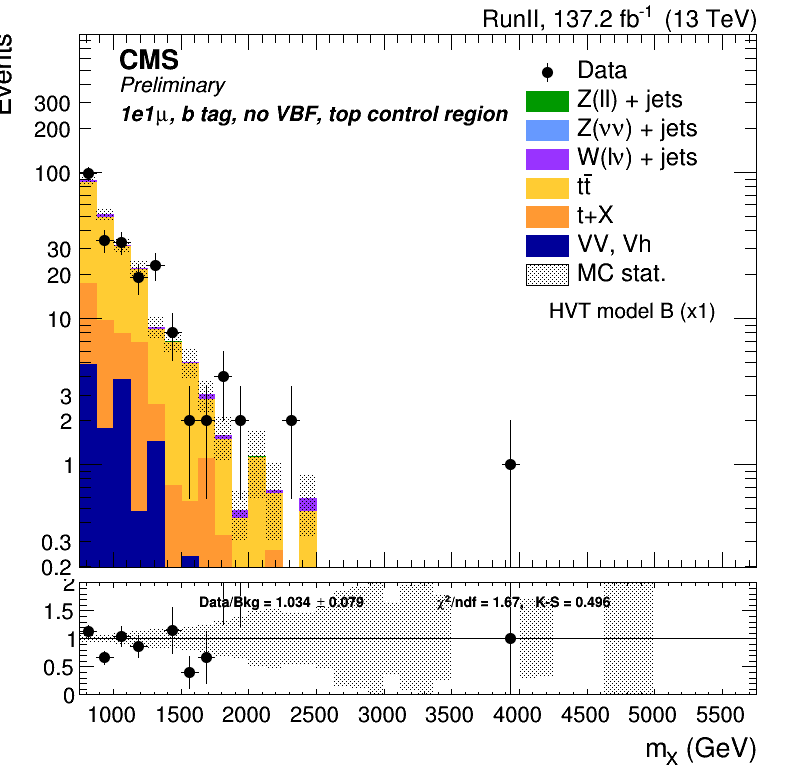 RunII, 137.2 fb⁻¹ (13 TeV)
Events
CMS
Preliminary
1e1μ, b tag, no VBF, top control region
Data
Z(ll) + jets
Z(νν) + jets
W(lν) + jets
tt̄
t+X
VV, Vh
MC stat.
HVT model B (x1)
300
200
100
30
20
10
3
2
1
0.3
0.2
Data/Bkg = 1.034 ± 0.079
χ²/ndf = 1.67, K-S = 0.496
2
1.5
1
0.5
0
1000 1500 2000 2500 3000 3500 4000 4500 5000 5500
m_X (GeV)